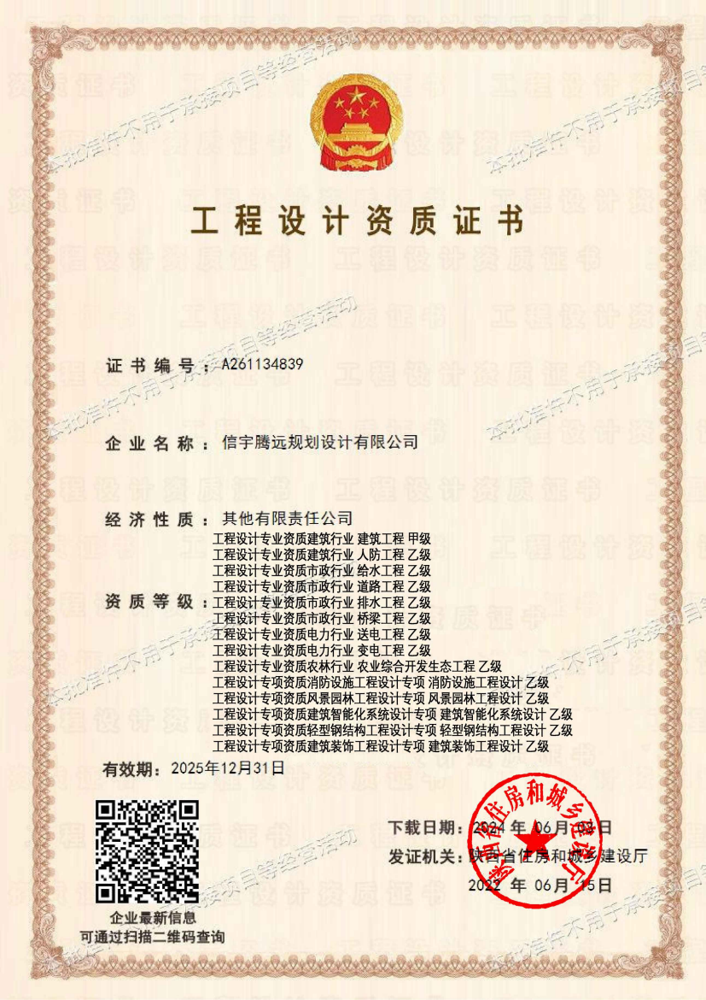 工程设计资质证书
证书编号：A261134839
企业名称：信宇腾远规划设计有限公司
经济性质：其他有限责任公司
资质等级：
工程设计专业资质建筑行业 建筑工程 甲级
工程设计专业资质建筑行业 人防工程 乙级
工程设计专业资质市政行业 给水工程 乙级
工程设计专业资质市政行业 道路工程 乙级
工程设计专业资质市政行业 排水工程 乙级
工程设计专业资质市政行业 桥梁工程 乙级
工程设计专业资质电力行业 送电工程 乙级
工程设计专业资质电力行业 变电工程 乙级
工程设计专业资质农林行业 农业综合开发生态工程 乙级
工程设计专项资质消防设施工程设计专项 消防设施工程设计 乙级
工程设计专项资质风景园林工程设计专项 风景园林工程设计 乙级
工程设计专项资质建筑智能化系统设计专项 建筑智能化系统设计 乙级
工程设计专项资质轻型钢结构工程设计专项 轻型钢结构工程设计 乙级
工程设计专项资质建筑装饰工程设计专项 建筑装饰工程设计 乙级
有效期：2025年12月31日
下载日期：2024 年 06月 日
发证机关：陕西省住房和城乡建设厅
2022 年 06月 15日
陕西省住房和城乡建设厅
企业最新信息
可通过扫描二维码查询
本批准件不用于承接项目等经营活动